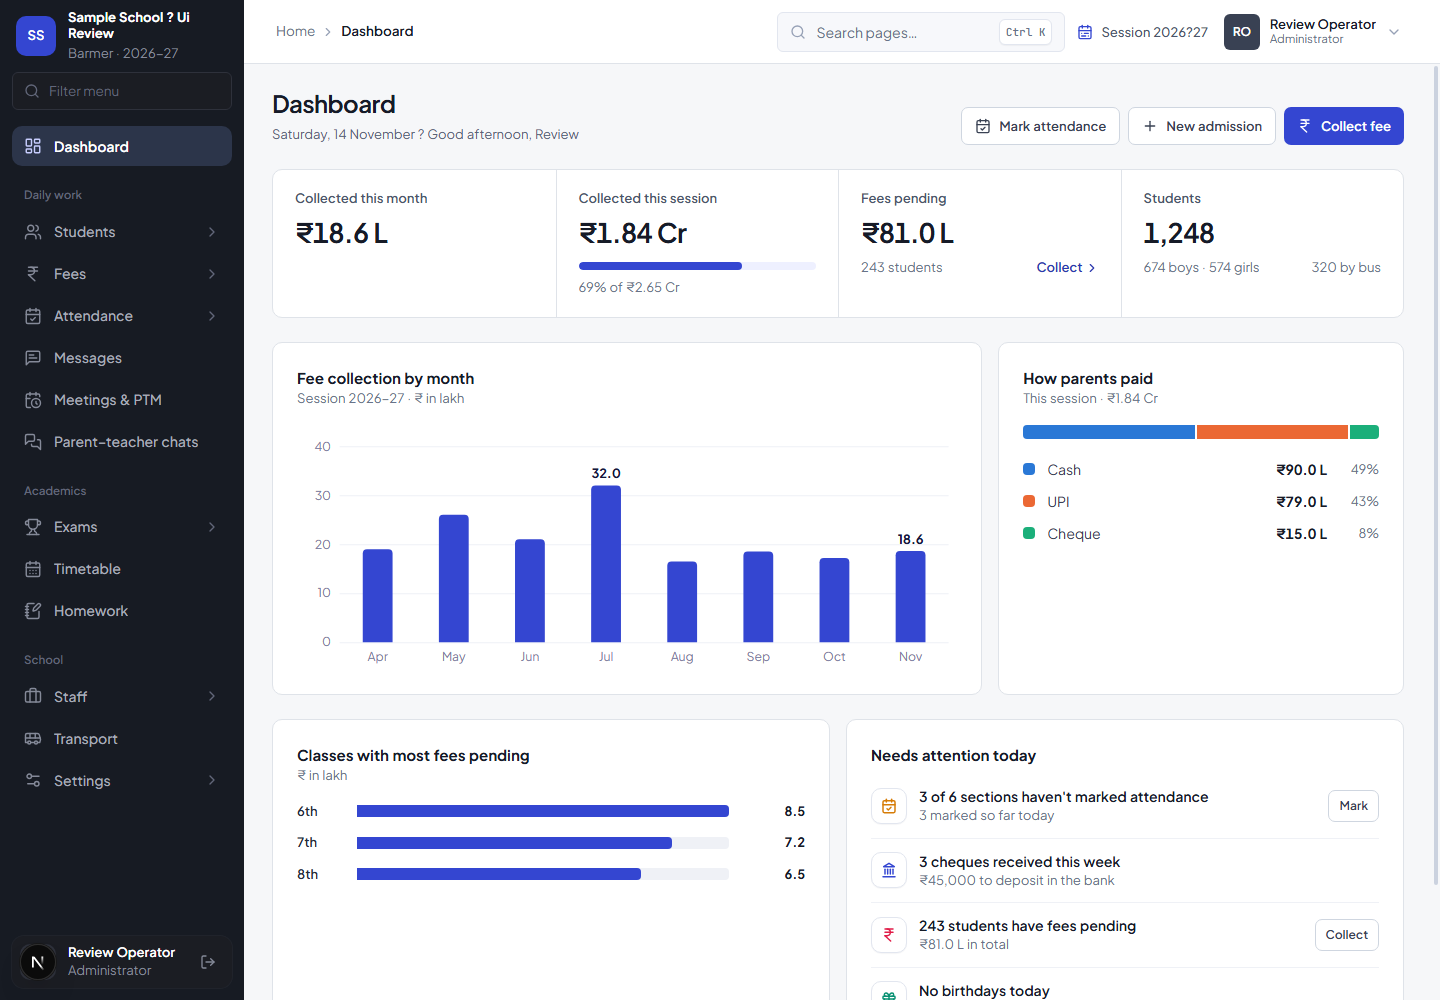 SS
Sample School ? Ui
Review
Barmer · 2026–27
Filter menu
Dashboard
Daily work
Students
Fees
Attendance
Messages
Meetings & PTM
Parent-teacher chats
Academics
Exams
Timetable
Homework
School
Staff
Transport
Settings
N
Review Operator
Administrator
Home > Dashboard
Search pages...
Ctrl K
Session 2026?27
RO
Review Operator
Administrator
Dashboard
Saturday, 14 November ? Good afternoon, Review
Mark attendance
+ New admission
₹ Collect fee
Collected this month
₹18.6 L
Collected this session
₹1.84 Cr
69% of ₹2.65 Cr
Fees pending
₹81.0 L
243 students
Collect >
Students
1,248
674 boys · 574 girls
320 by bus
Fee collection by month
Session 2026–27 · ₹ in lakh
40
30
20
10
0
32.0
18.6
Apr May Jun Jul Aug Sep Oct Nov
How parents paid
This session · ₹1.84 Cr
Cash ₹90.0 L 49%
UPI ₹79.0 L 43%
Cheque ₹15.0 L 8%
Classes with most fees pending
₹ in lakh
6th 8.5
7th 7.2
8th 6.5
Needs attention today
3 of 6 sections haven't marked attendance
3 marked so far today
Mark
3 cheques received this week
₹45,000 to deposit in the bank
₹
243 students have fees pending
₹81.0 L in total
Collect
No birthdays today